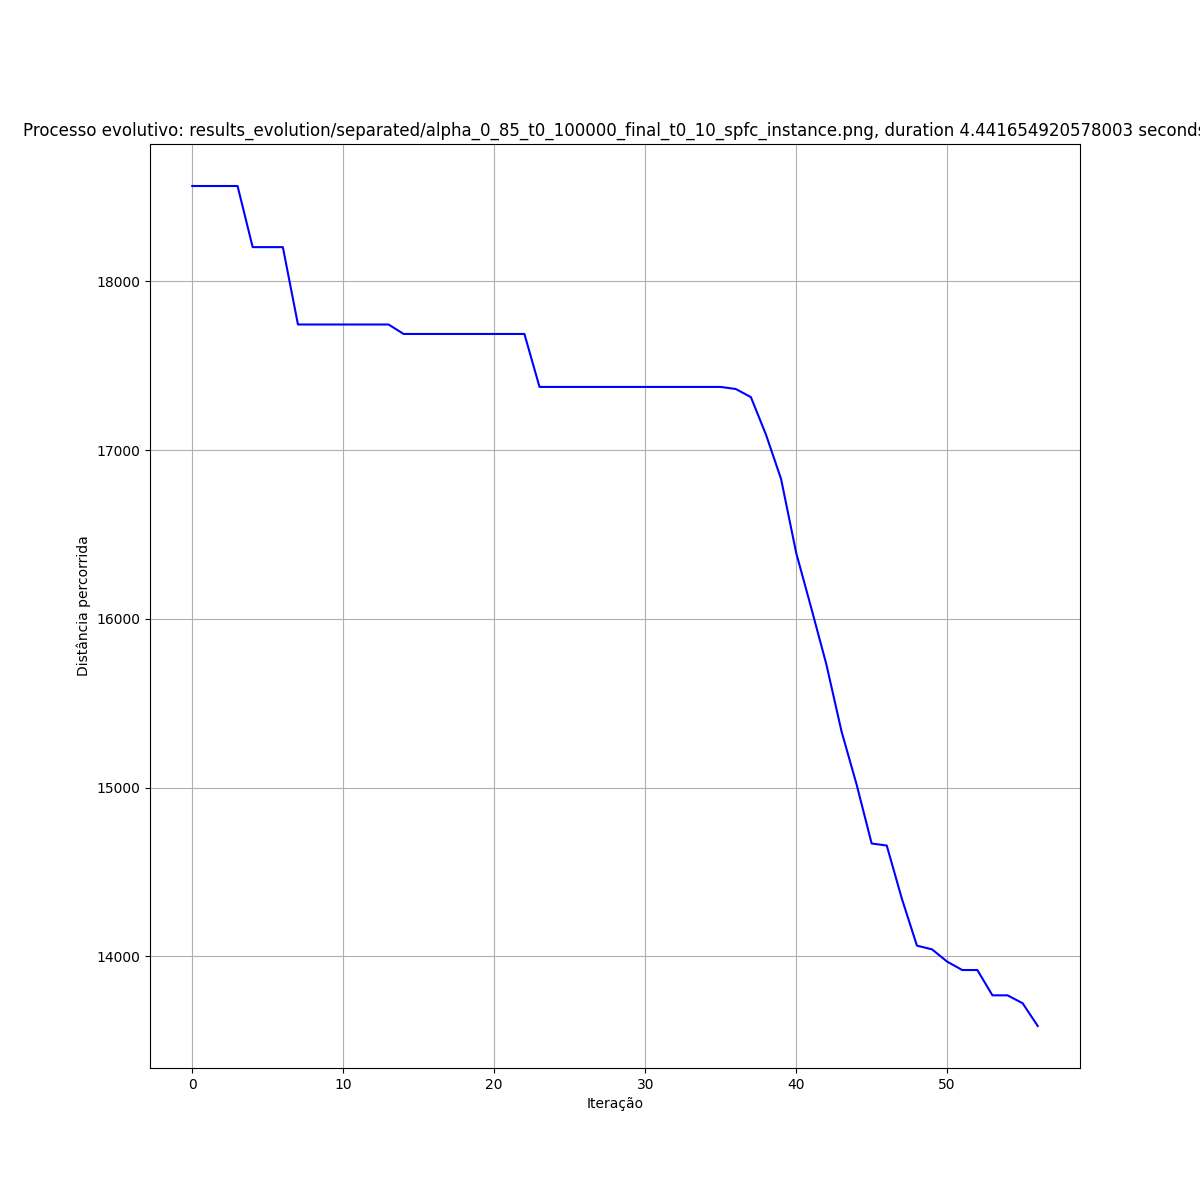 Processo evolutivo: results_evolution/separated/alpha_0_85_t0_100000_final_t0_10_spfc_instance.png, duration 4.441654920578003 seconds
18000
17000
16000
15000
14000
Distância percorrida
0 10 20 30 40 50
Iteração